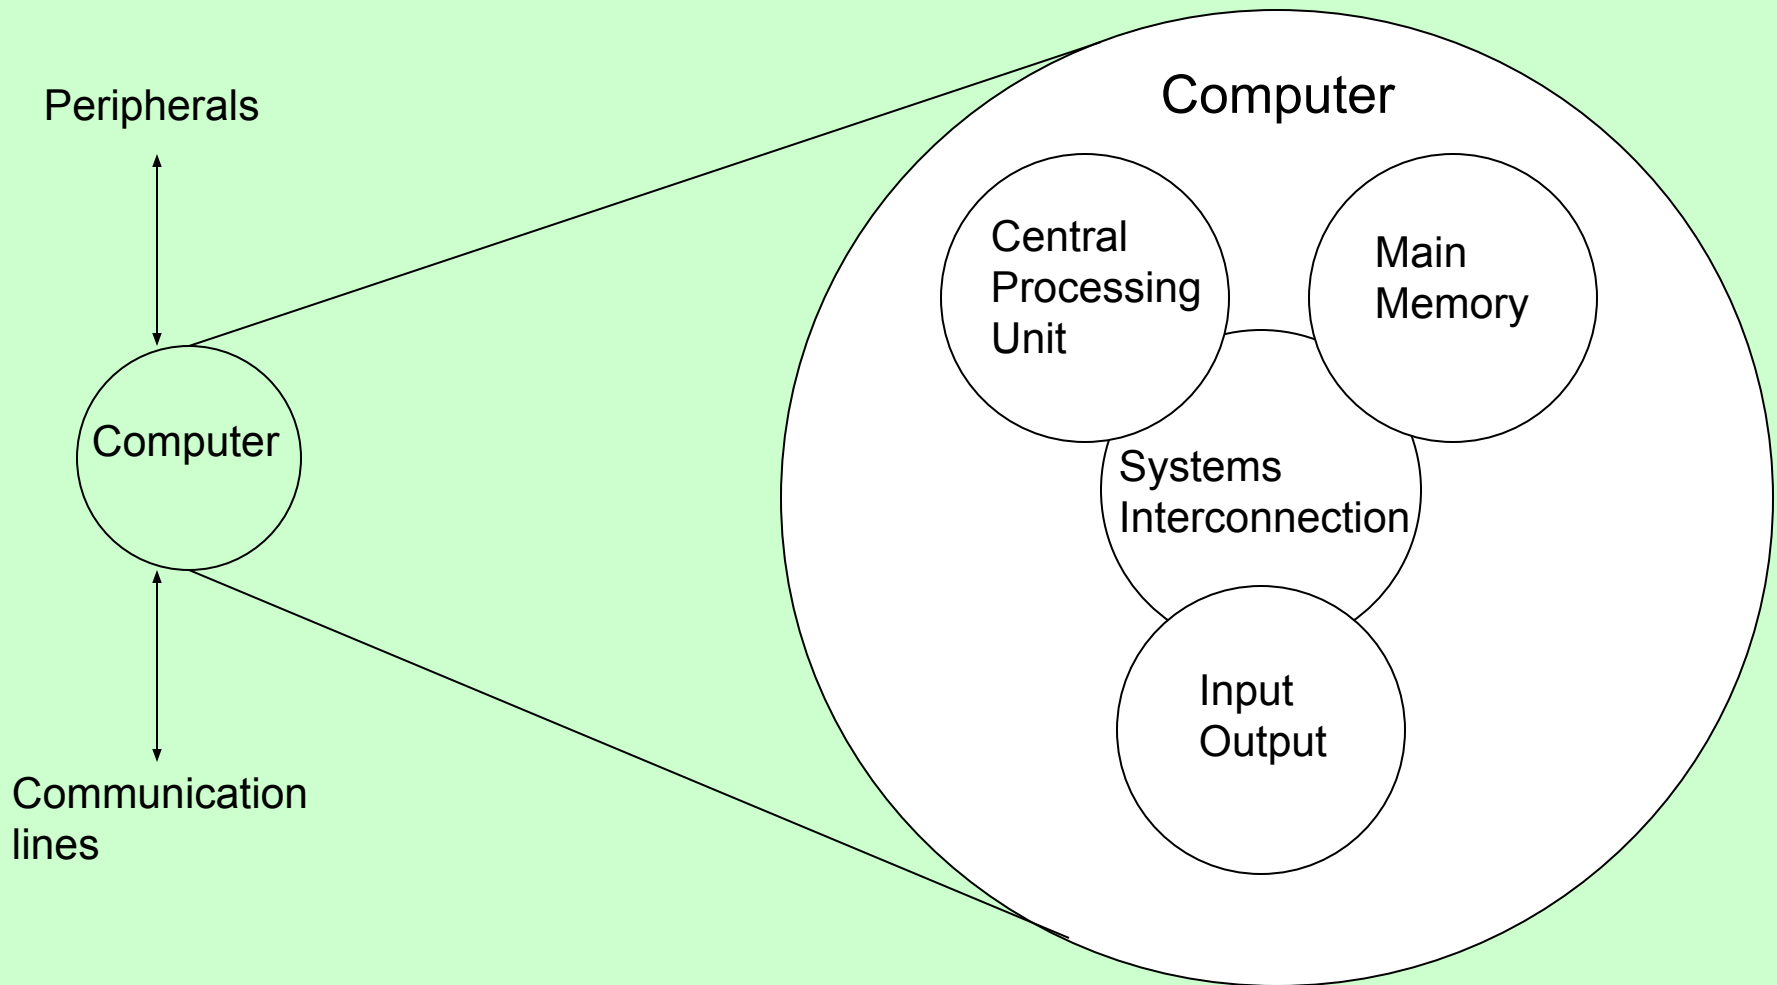 Peripherals
Computer
Communication
lines
Computer
Central
Processing
Unit
Main
Memory
Systems
Interconnection
Input
Output